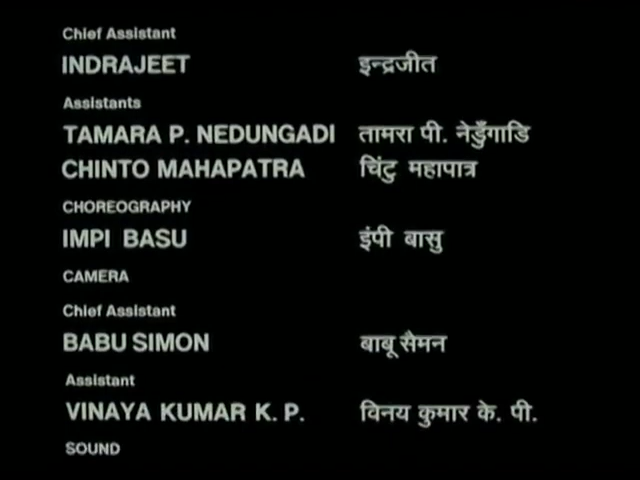 Chief Assistant
INDRAJEET इन्द्रजीत
Assistants
TAMARA P. NEDUNGADI तामरा पी. नेडुँगाडि
CHINTO MAHAPATRA चिंटु महापात्र
CHOREOGRAPHY
IMPI BASU इंपी बासु
CAMERA
Chief Assistant
BABU SIMON बाबू सैमन
Assistant
VINAYA KUMAR K. P. विनय कुमार के. पी.
SOUND